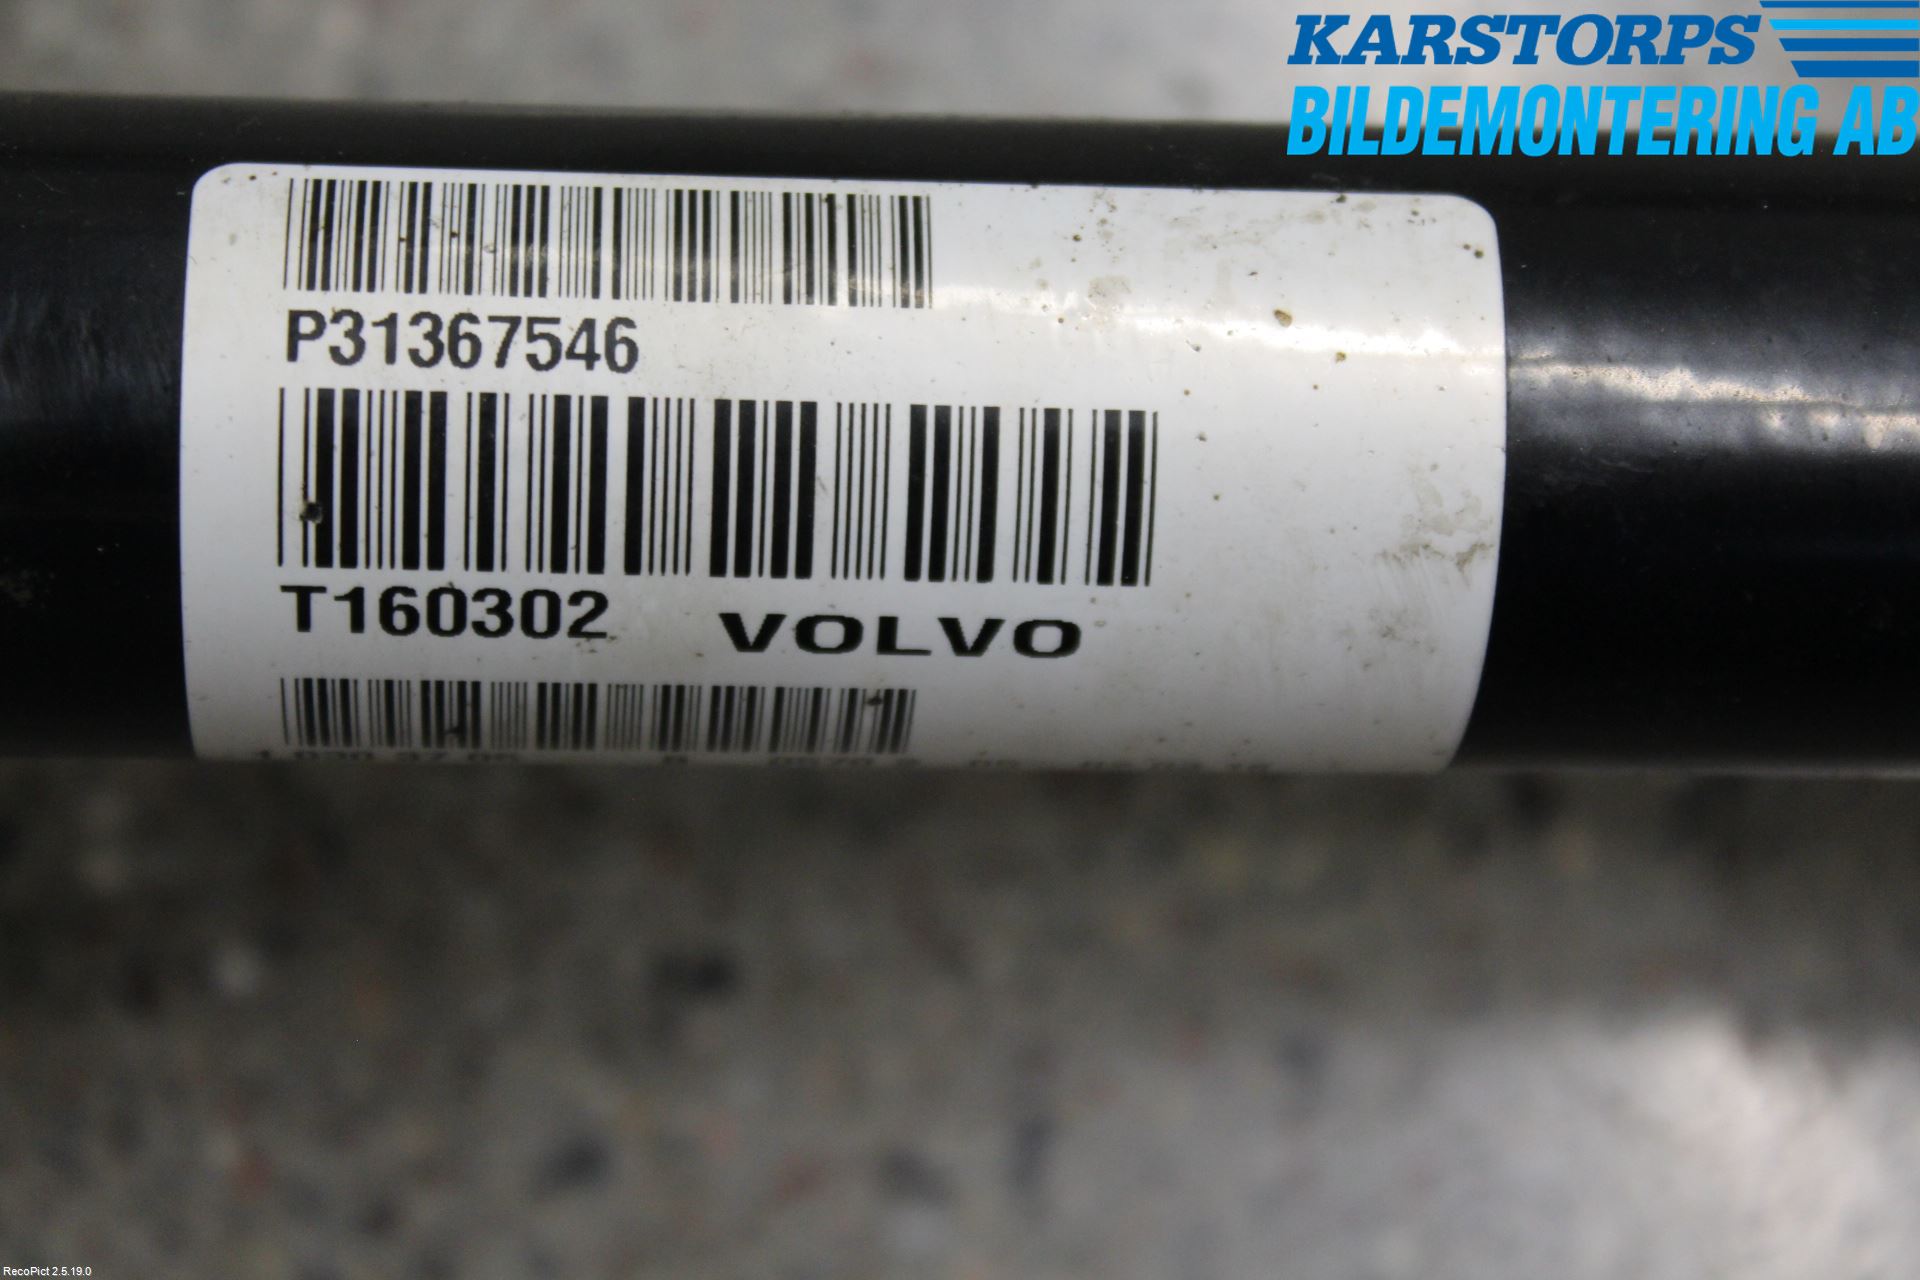 KARSTORPS
BILDEMONTERING AB
P31367546
T160302 VOLVO
RecoPict 2.5.19.0